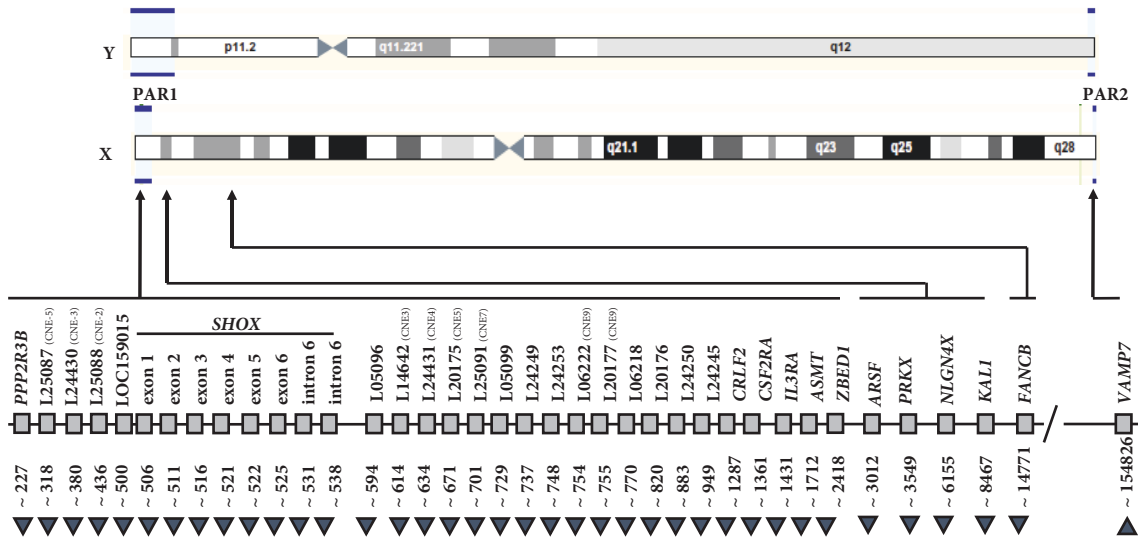 Y p11.2 q11.221 q12
PAR1 PAR2
X q21.1 q23 q25 q28
SHOX
PPP2R3B
L25087 (CNE-5)
L24430 (CNE-3)
L25088 (CNE-2)
LOC159015
exon 1
exon 2
exon 3
exon 4
exon 5
exon 6
intron 6
intron 6
L05096
L14642 (CNE3)
L24431 (CNE4)
L20175 (CNE5)
L25091 (CNE7)
L05099
L24249
L24253
L06222 (CNE9)
L20177 (CNE9)
L06218
L20176
L24250
L24245
CRLF2
CSF2RA
IL3RA
ASMT
ZBED1
ARSF
PRKX
NLGN4X
KAL1
FANCB
VAMP7
~ 227
~ 318
~ 380
~ 436
~ 500
~ 506
~ 511
~ 516
~ 521
~ 522
~ 525
~ 531
~ 538
~ 594
~ 614
~ 634
~ 671
~ 701
~ 729
~ 737
~ 748
~ 754
~ 755
~ 770
~ 820
~ 883
~ 949
~ 1287
~ 1361
~ 1431
~ 1712
~ 2418
~ 3012
~ 3549
~ 6155
~ 8467
~ 14771
~ 154826